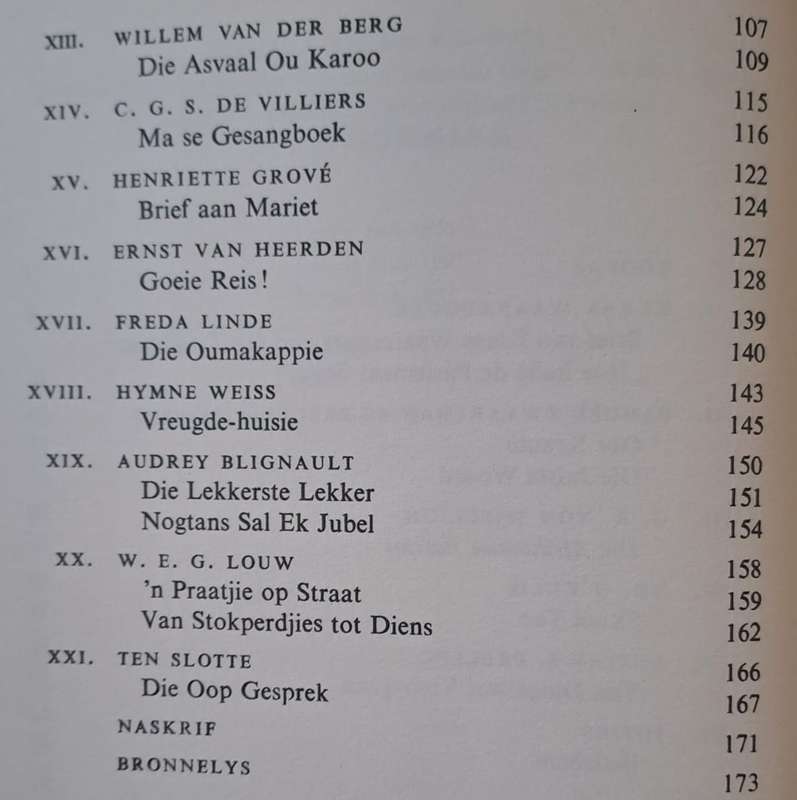 XIII. WILLEM VAN DER BERG 107
Die Asvaal Ou Karoo 109
XIV. C. G. S. DE VILLIERS 115
Ma se Gesangboek 116
XV. HENRIETTE GROVÉ 122
Brief aan Mariet 124
XVI. ERNST VAN HEERDEN 127
Goeie Reis! 128
XVII. FREDA LINDE 139
Die Oumakappie 140
XVIII. HYMNE WEISS 143
Vreugde-huisie 145
XIX. AUDREY BLIGNAULT 150
Die Lekkerste Lekker 151
Nogtans Sal Ek Jubel 154
XX. W. E. G. LOUW 158
'n Praatjie op Straat 159
Van Stokperdjies tot Diens 162
XXI. TEN SLOTTE 166
Die Oop Gesprek 167
NASKRIF 171
BRONNELYS 173